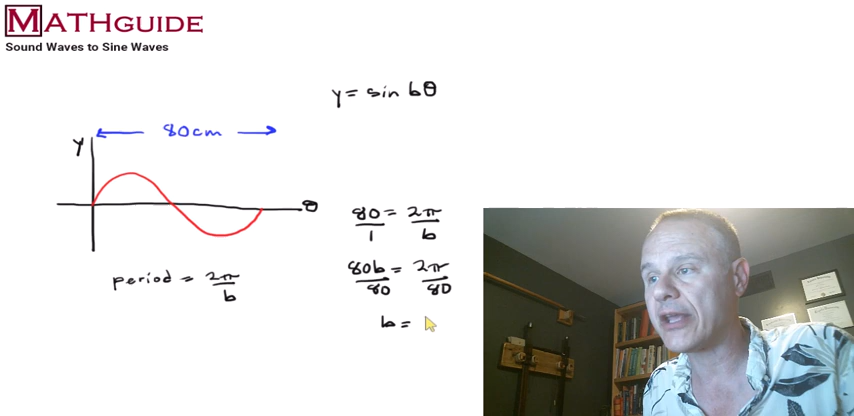 MATHGUIDE
Sound Waves to Sine Waves
y = sin bθ
80cm
y
θ
80/1 = 2π/b
80b/80 = 2π/80
b =
period = 2π/b